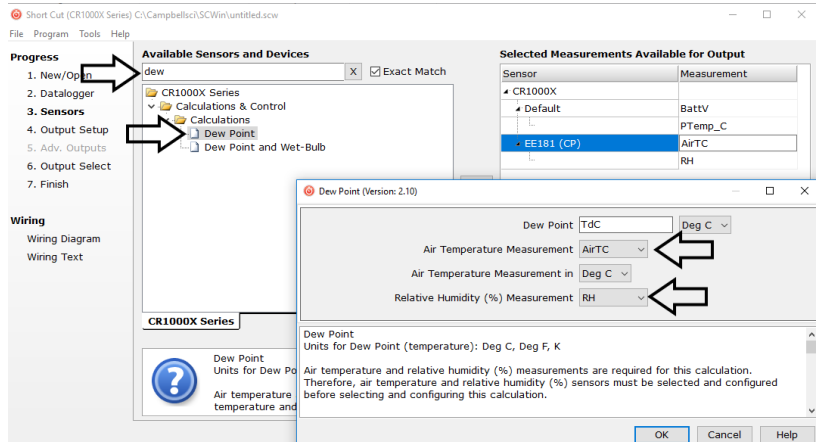 Short Cut (CR1000X Series) C:\Campbellsci\SCWin\untitled.scw
File Program Tools Help
Progress
1. New/Open
2. Datalogger
3. Sensors
4. Output Setup
5. Adv. Outputs
6. Output Select
7. Finish
Wiring
Wiring Diagram
Wiring Text
Available Sensors and Devices
dew X Exact Match
CR1000X Series
Calculations & Control
Calculations
Dew Point
Dew Point and Wet-Bulb
CR1000X Series
Dew Point
Units for Dew Po
Air temperature
temperature and
Selected Measurements Available for Output
Sensor Measurement
CR1000X
Default BattV
PTemp_C
EE181 (CP) AirTC
RH
Dew Point (Version: 2.10)
Dew Point TdC Deg C
Air Temperature Measurement AirTC
Air Temperature Measurement in Deg C
Relative Humidity (%) Measurement RH
Dew Point
Units for Dew Point (temperature): Deg C, Deg F, K
Air temperature and relative humidity (%) measurements are required for this calculation.
Therefore, air temperature and relative humidity (%) sensors must be selected and configured
before selecting and configuring this calculation.
OK Cancel Help